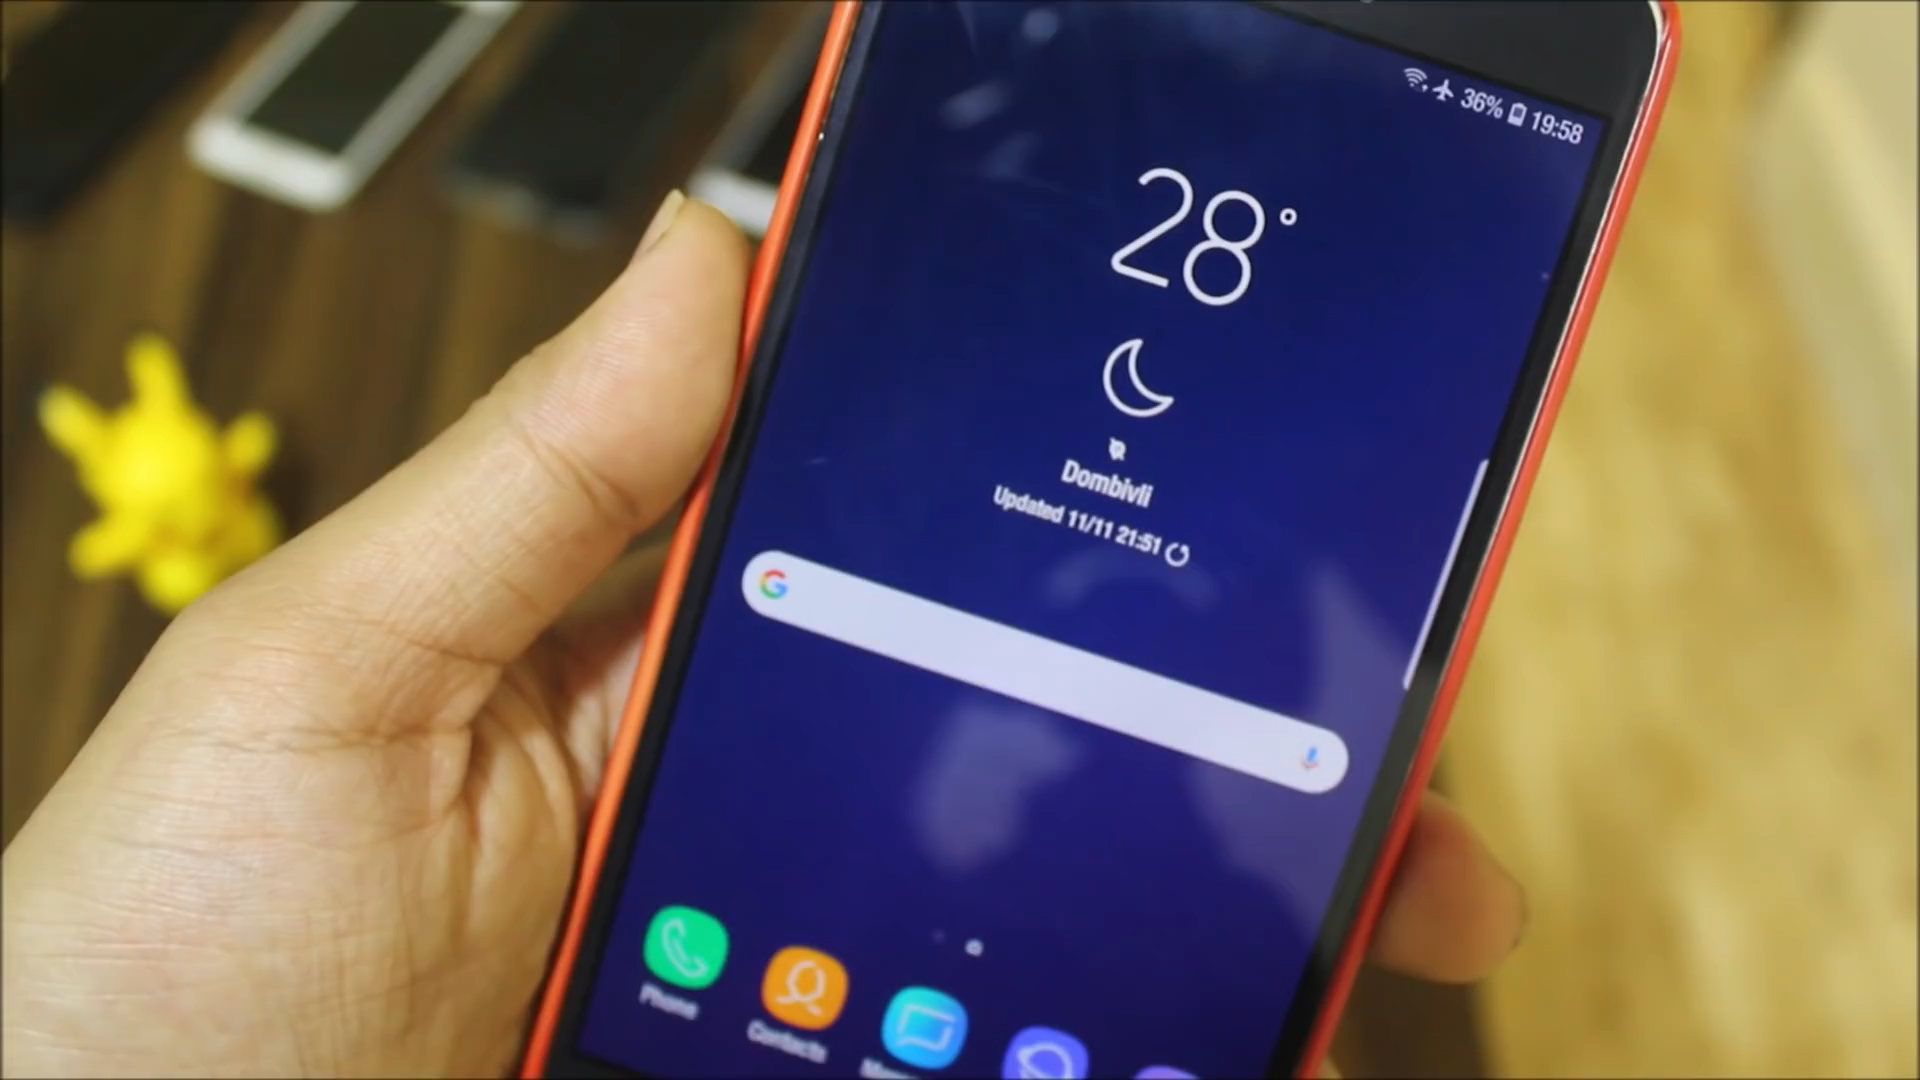 36% 19:58
28°
Dombivli
Updated 11/11 21:51
G
Phone
Contacts